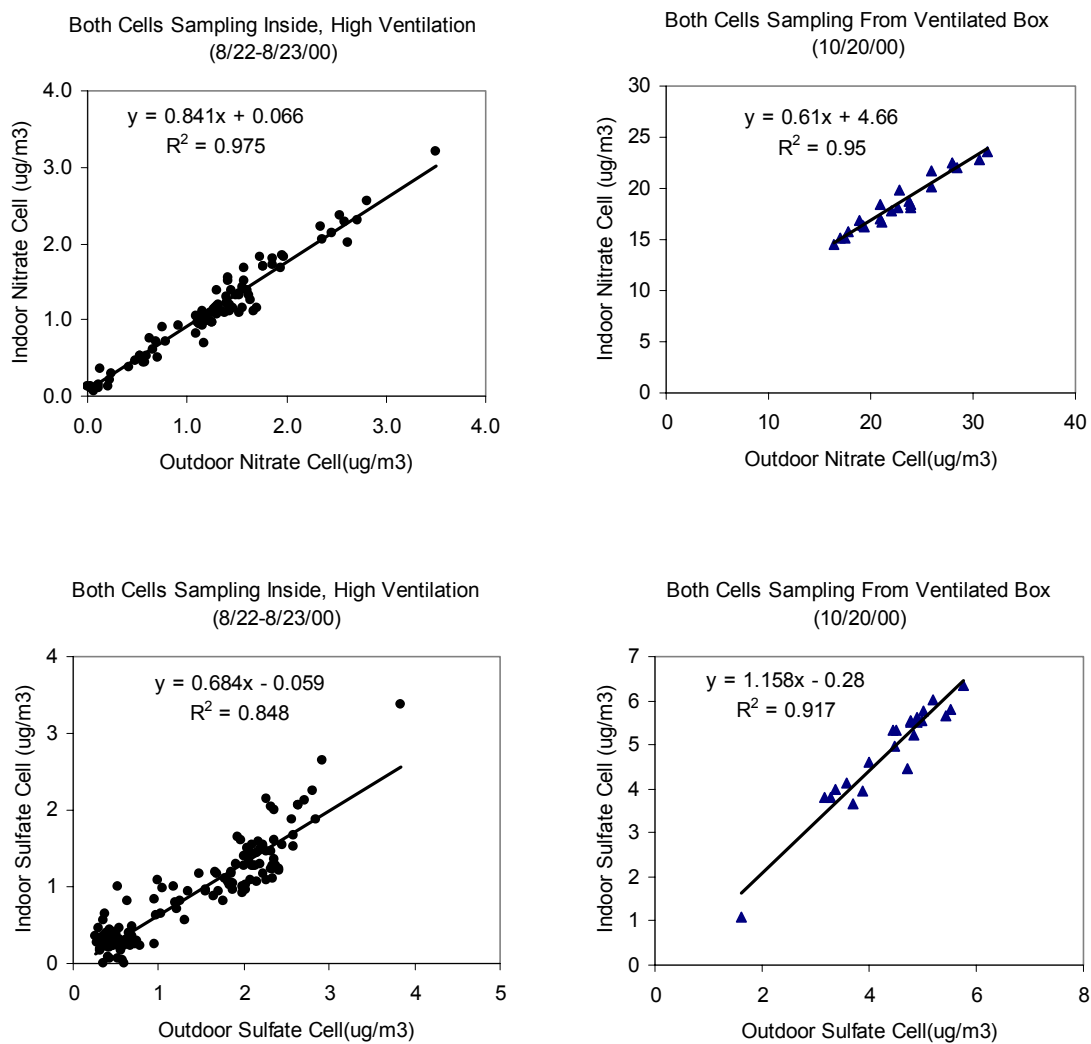 Both Cells Sampling Inside, High Ventilation
(8/22-8/23/00)
4.0
3.0
2.0
1.0
0.0
0.0 1.0 2.0 3.0 4.0
Indoor Nitrate Cell (ug/m3)
Outdoor Nitrate Cell(ug/m3)
y = 0.841x + 0.066
R² = 0.975
Both Cells Sampling From Ventilated Box
(10/20/00)
30
25
20
15
10
5
0
0 10 20 30 40
Indoor Nitrate Cell (ug/m3)
Outdoor Nitrate Cell(ug/m3)
y = 0.61x + 4.66
R² = 0.95
Both Cells Sampling Inside, High Ventilation
(8/22-8/23/00)
4
3
2
1
0
0 1 2 3 4 5
Indoor Sulfate Cell (ug/m3)
Outdoor Sulfate Cell(ug/m3)
y = 0.684x - 0.059
R² = 0.848
Both Cells Sampling From Ventilated Box
(10/20/00)
7
6
5
4
3
2
1
0
0 2 4 6 8
Indoor Sulfate Cell (ug/m3)
Outdoor Sulfate Cell(ug/m3)
y = 1.158x - 0.28
R² = 0.917